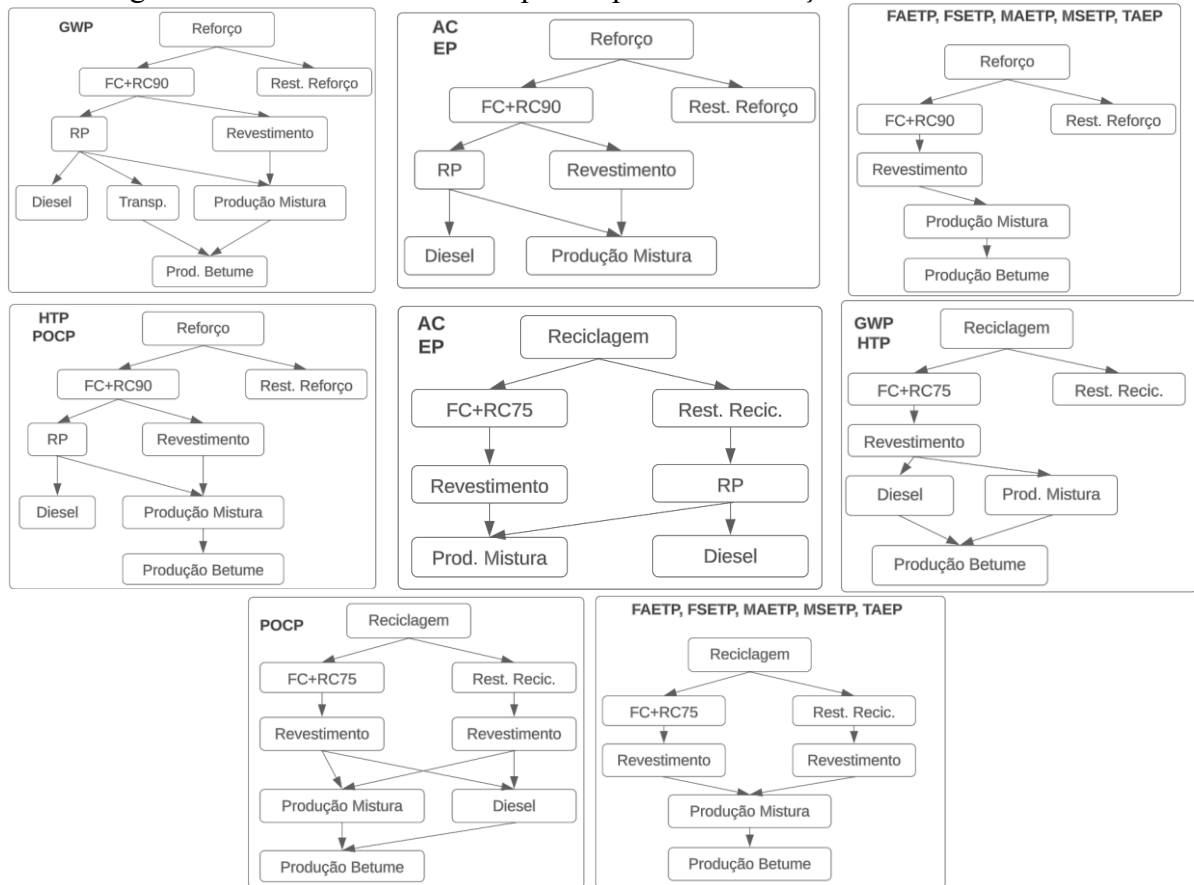 GWP
Reforço
FC+RC90
Rest. Reforço
RP
Revestimento
Diesel
Transp.
Produção Mistura
Prod. Betume
AC
EP
Reforço
FC+RC90
Rest. Reforço
RP
Revestimento
Diesel
Produção Mistura
FAETP, FSETP, MAETP, MSETP, TAEP
Reforço
FC+RC90
Rest. Reforço
Revestimento
Produção Mistura
Produção Betume
HTP
POCP
Reforço
FC+RC90
Rest. Reforço
RP
Revestimento
Diesel
Produção Mistura
Produção Betume
AC
EP
Reciclagem
FC+RC75
Rest. Recic.
Revestimento
RP
Prod. Mistura
Diesel
GWP
HTP
Reciclagem
FC+RC75
Rest. Recic.
Revestimento
Diesel
Prod. Mistura
Produção Betume
POCP
Reciclagem
FC+RC75
Rest. Recic.
Revestimento
Revestimento
Produção Mistura
Diesel
Produção Betume
FAETP, FSETP, MAETP, MSETP, TAEP
Reciclagem
FC+RC75
Rest. Recic.
Revestimento
Revestimento
Produção Mistura
Produção Betume